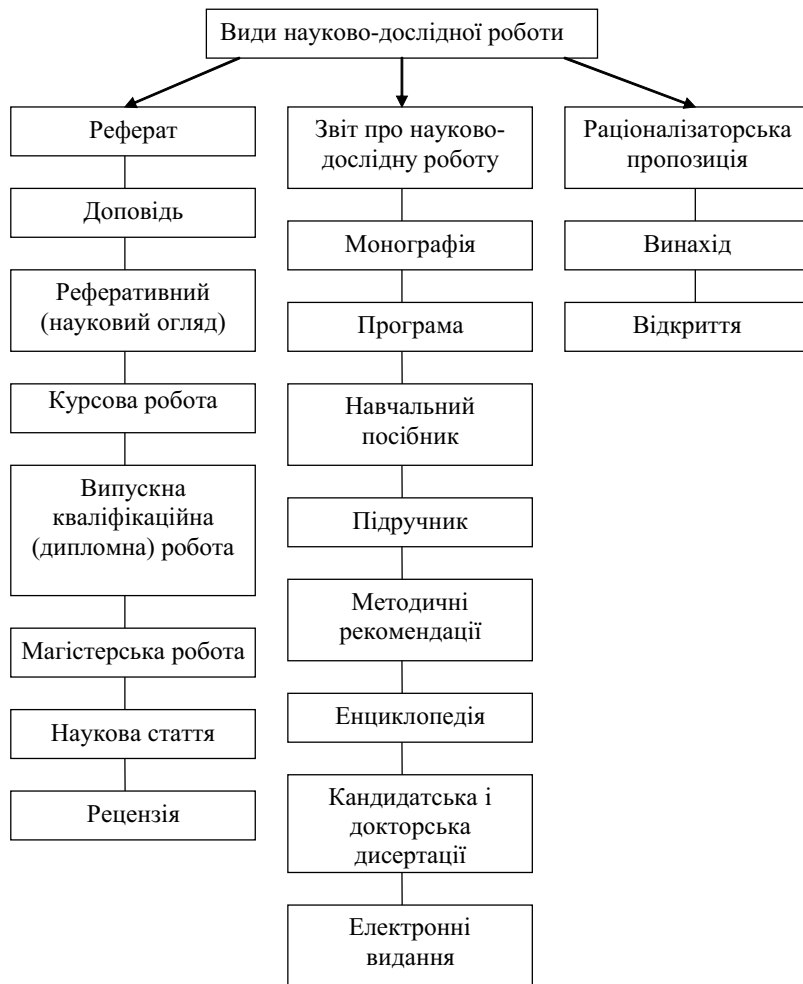 Види науково-дослідної роботи
Реферат
Доповідь
Реферативний
(науковий огляд)
Курсова робота
Випускна
кваліфікаційна
(дипломна) робота
Магістерська робота
Наукова стаття
Рецензія
Звіт про науково-
дослідну роботу
Монографія
Програма
Навчальний
посібник
Підручник
Методичні
рекомендації
Енциклопедія
Кандидатська і
докторська
дисертації
Електронні
видання
Раціоналізаторська
пропозиція
Винахід
Відкриття